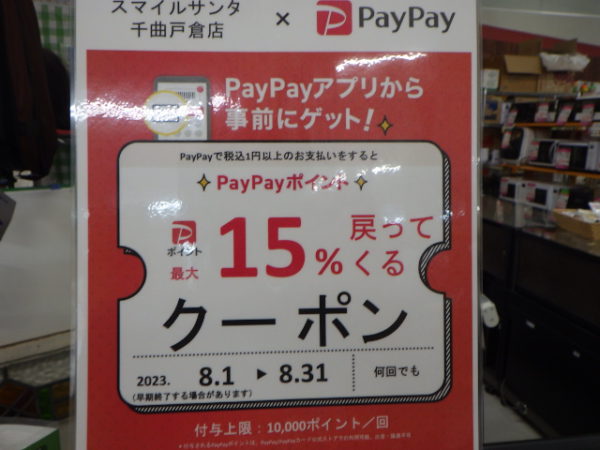 スマイルサンタ × PayPay
千曲戸倉店
PayPayアプリから
事前にゲット!
PayPayで税込1円以上のお支払いをすると
PayPayポイント
ポイント
最大 15% 戻ってくる
クーポン
2023. 8.1 ▶ 8.31 何回でも
(早期終了する場合があります)
付与上限:10,000ポイント/回